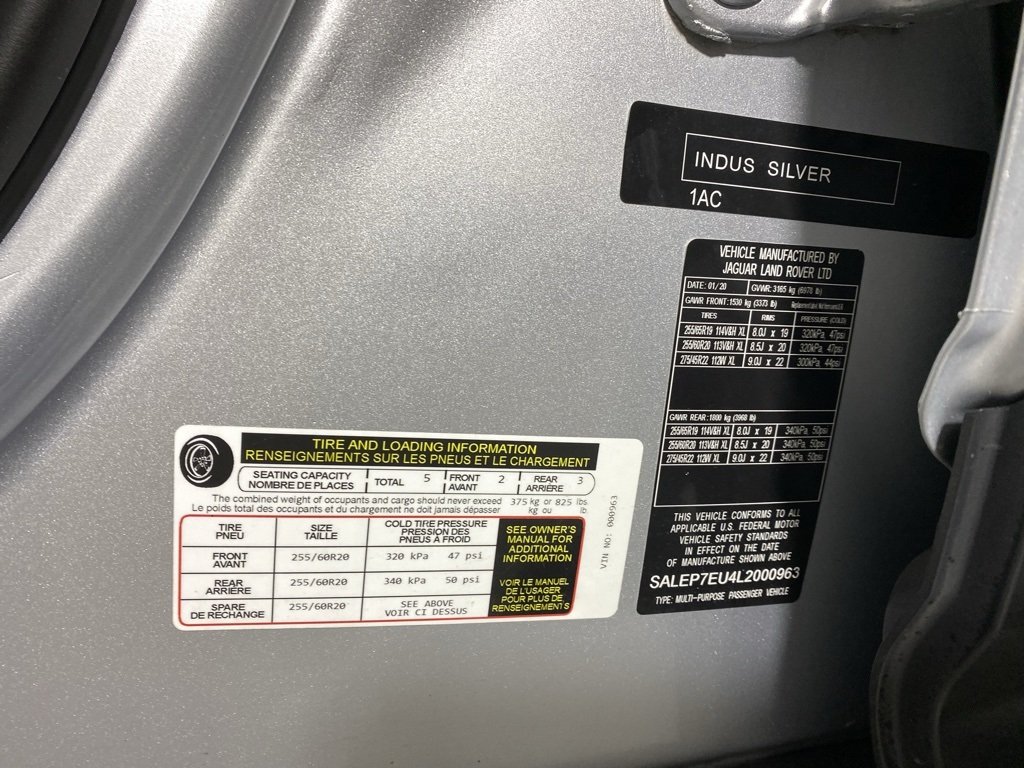 INDUS SILVER
1AC
VEHICLE MANUFACTURED BY
JAGUAR LAND ROVER LTD
DATE: 01/20 GVWR: 3165 kg (6978 lb)
GAWR FRONT: 1530 kg (3373 lb)
TIRES RIMS PRESSURE (COLD)
255/65R19 114V&H XL 8.0J x 19 320kPa, 47psi
255/60R20 113V&H XL 8.5J x 20 320kPa, 47psi
275/45R22 112W XL 9.0J x 22 300kPa, 44psi
GAWR REAR: 1800 kg (3968 lb)
255/65R19 114V&H XL 8.0J x 19 340kPa, 50psi
255/60R20 113V&H XL 8.5J x 20 340kPa, 50psi
275/45R22 112W XL 9.0J x 22 340kPa, 50psi
THIS VEHICLE CONFORMS TO ALL
APPLICABLE U.S. FEDERAL MOTOR
VEHICLE SAFETY STANDARDS
IN EFFECT ON THE DATE
OF MANUFACTURE SHOWN ABOVE
SALEP7EU4L2000963
TYPE: MULTI-PURPOSE PASSENGER VEHICLE
TIRE AND LOADING INFORMATION
RENSEIGNEMENTS SUR LES PNEUS ET LE CHARGEMENT
SEATING CAPACITY
NOMBRE DE PLACES
TOTAL 5
FRONT
AVANT 2
REAR
ARRIÈRE 3
The combined weight of occupants and cargo should never exceed 375 kg or 825 lbs.
Le poids total des occupants et du chargement ne doit jamais dépasser kg ou lb.
TIRE
PNEU
SIZE
TAILLE
COLD TIRE PRESSURE
PRESSION DES
PNEUS A FROID
FRONT
AVANT
255/60R20 320 kPa 47 psi
REAR
ARRIÈRE
255/60R20 340 kPa 50 psi
SPARE
DE RECHANGE
255/60R20
SEE ABOVE
VOIR CI DESSUS
SEE OWNER'S
MANUAL FOR
ADDITIONAL
INFORMATION
VOIR LE MANUEL
DE L'USAGER
POUR PLUS DE
RENSEIGNEMENTS
VIN NO: 000963